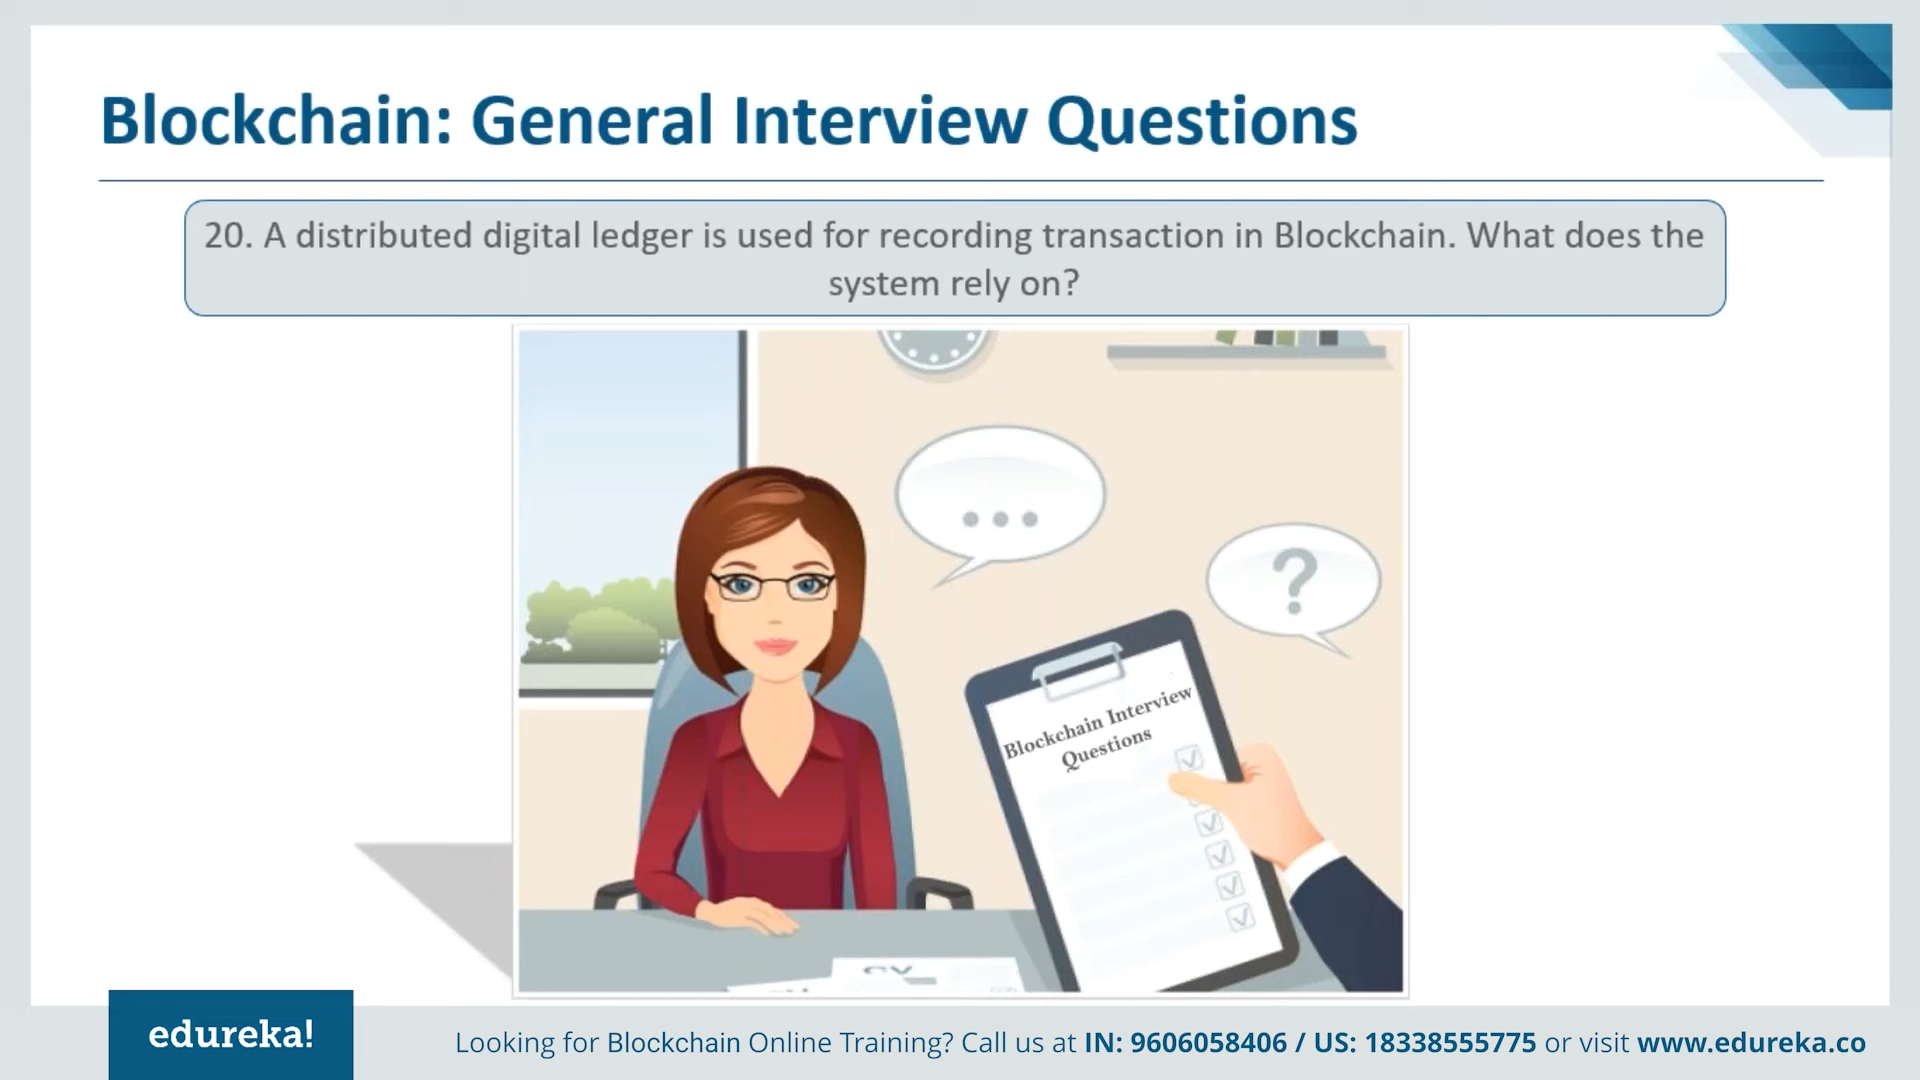 Blockchain: General Interview Questions
20. A distributed digital ledger is used for recording transaction in Blockchain. What does the
system rely on?
...
?
Blockchain Interview
Questions
CV
edureka!
Looking for Blockchain Online Training? Call us at IN: 9606058406 / US: 18338555775 or visit www.edureka.co